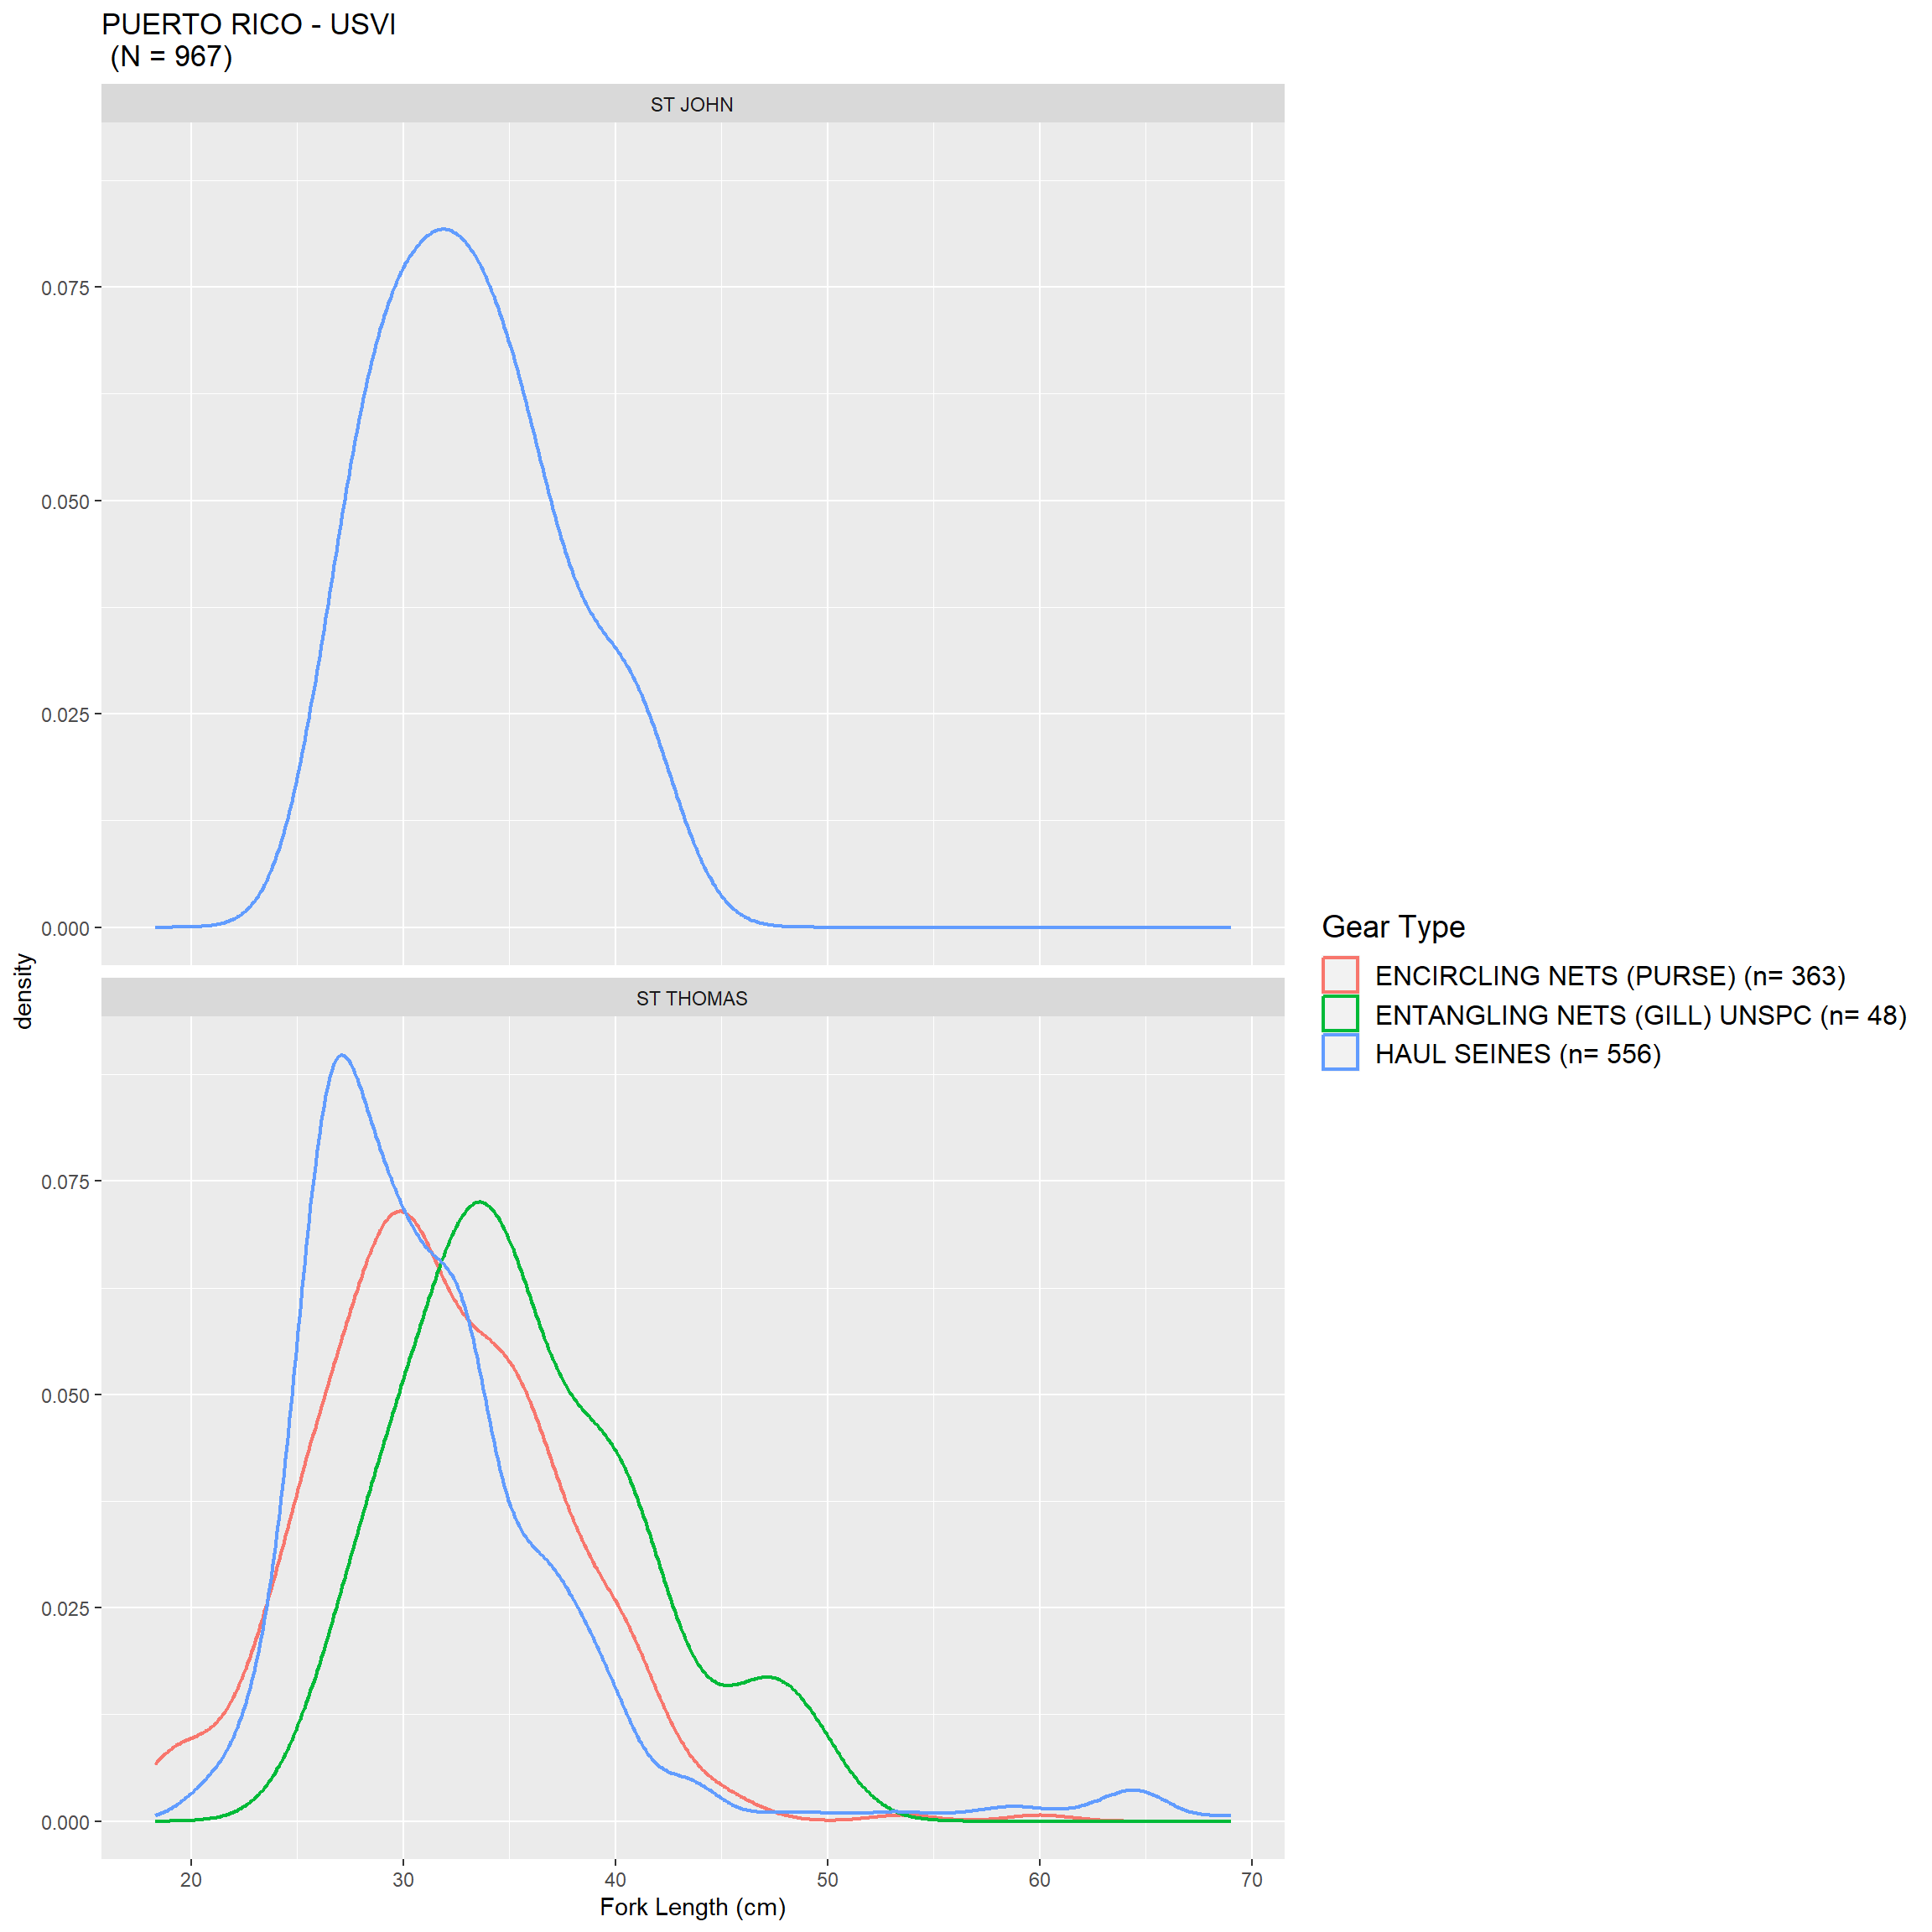 PUERTO RICO - USVI
(N = 967)
ST JOHN
0.075
0.050
0.025
0.000
density
ST THOMAS
0.075
0.050
0.025
0.000
20 30 40 50 60 70
Fork Length (cm)
Gear Type
ENCIRCLING NETS (PURSE) (n= 363)
ENTANGLING NETS (GILL) UNSPC (n= 48)
HAUL SEINES (n= 556)